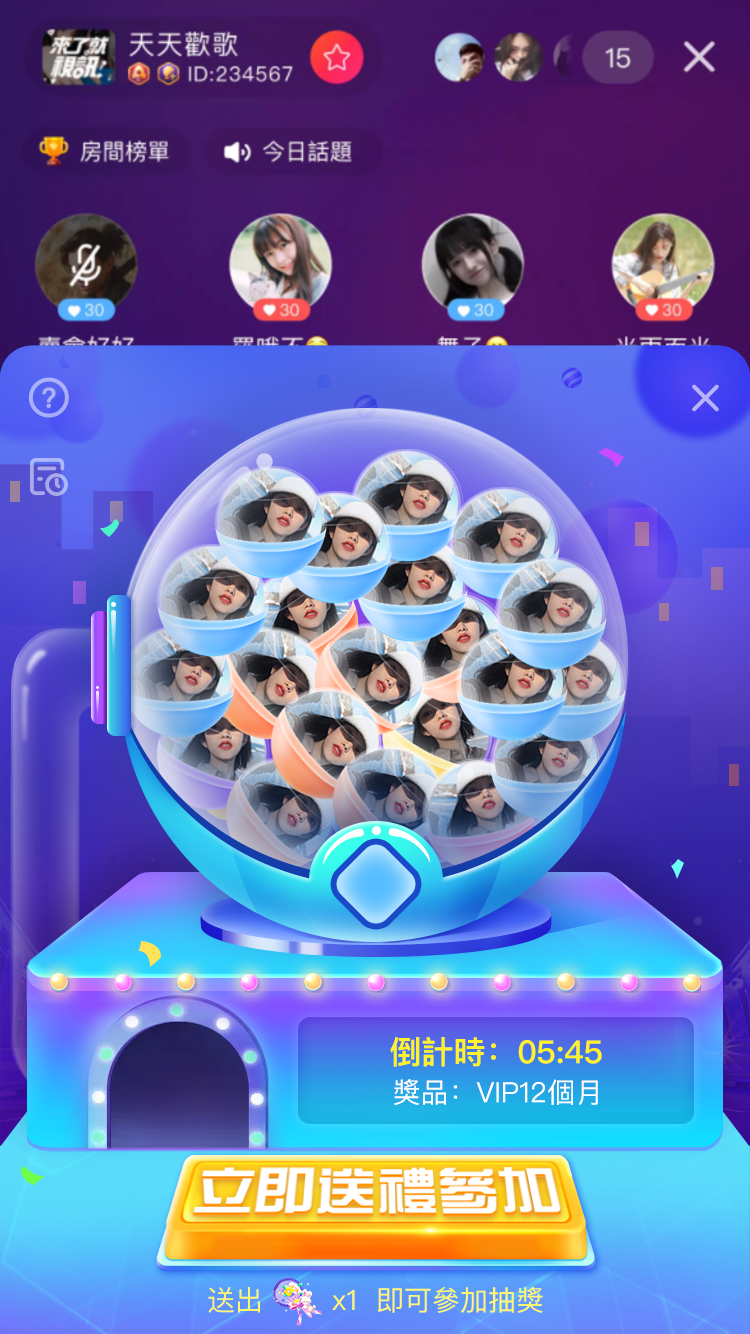 來了就
視訊!
天天歡歌
ID:234567
15
房間榜單
今日話題
30
30
30
30
倒計時：05:45
獎品：VIP12個月
立即送禮參加
送出 x1 即可參加抽獎